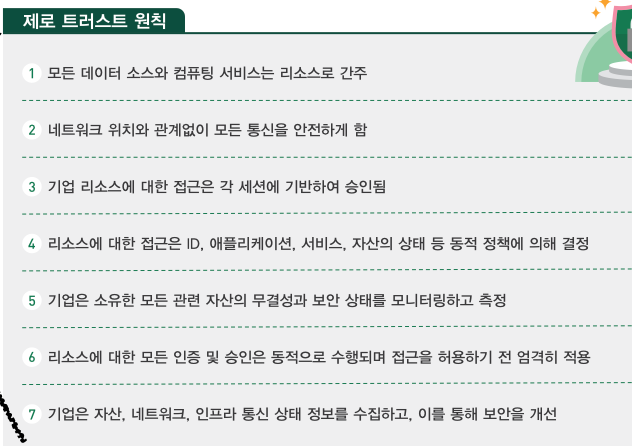 제로 트러스트 원칙
1 모든 데이터 소스와 컴퓨팅 서비스는 리소스로 간주
2 네트워크 위치와 관계없이 모든 통신을 안전하게 함
3 기업 리소스에 대한 접근은 각 세션에 기반하여 승인됨
4 리소스에 대한 접근은 ID, 애플리케이션, 서비스, 자산의 상태 등 동적 정책에 의해 결정
5 기업은 소유한 모든 관련 자산의 무결성과 보안 상태를 모니터링하고 측정
6 리소스에 대한 모든 인증 및 승인은 동적으로 수행되며 접근을 허용하기 전 엄격히 적용
7 기업은 자산, 네트워크, 인프라 통신 상태 정보를 수집하고, 이를 통해 보안을 개선